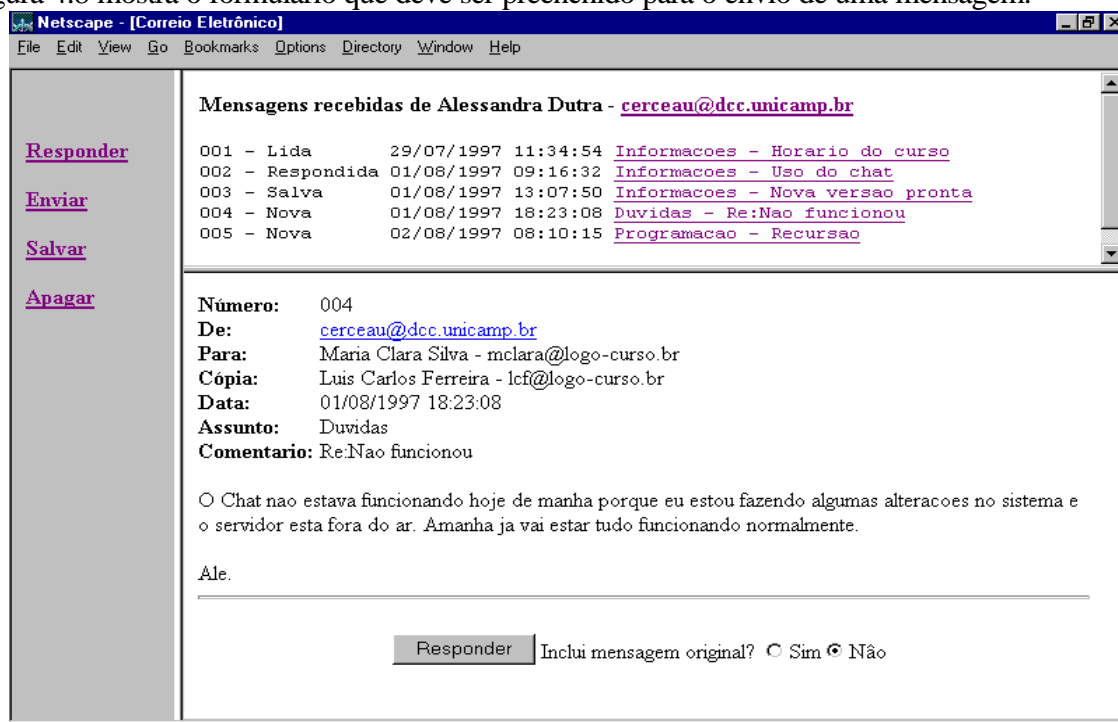 gura 4.8 mostra o formulário que deve ser preenchido para o envio de uma mensagem.
Netscape - [Correio Eletrônico]
File Edit View Go Bookmarks Options Directory Window Help
Responder
Enviar
Salvar
Apagar
Mensagens recebidas de Alessandra Dutra - cerceau@dcc.unicamp.br
001 - Lida 29/07/1997 11:34:54 Informacoes - Horario do curso
002 - Respondida 01/08/1997 09:16:32 Informacoes - Uso do chat
003 - Salva 01/08/1997 13:07:50 Informacoes - Nova versao pronta
004 - Nova 01/08/1997 18:23:08 Duvidas - Re:Nao funcionou
005 - Nova 02/08/1997 08:10:15 Programacao - Recursao
Número: 004
De: cerceau@dcc.unicamp.br
Para: Maria Clara Silva - mclara@logo-curso.br
Cópia: Luis Carlos Ferreira - lcf@logo-curso.br
Data: 01/08/1997 18:23:08
Assunto: Duvidas
Comentario: Re:Nao funcionou
O Chat nao estava funcionando hoje de manha porque eu estou fazendo algumas alteracoes no sistema e
o servidor esta fora do ar. Amanha ja vai estar tudo funcionando normalmente.
Ale.
Responder Inclui mensagem original? Sim Não